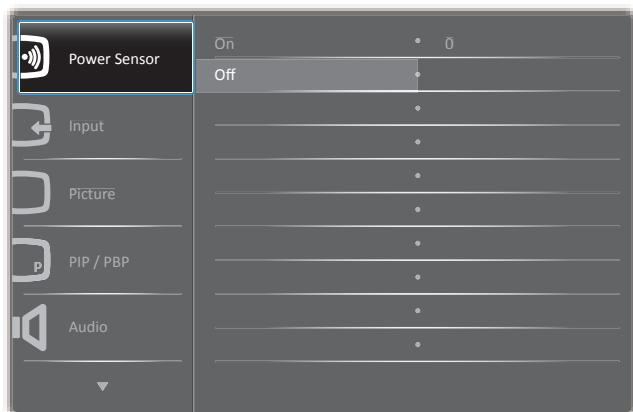 Power Sensor
On 0
Off
Input
Picture
PIP / PBP
P
Audio